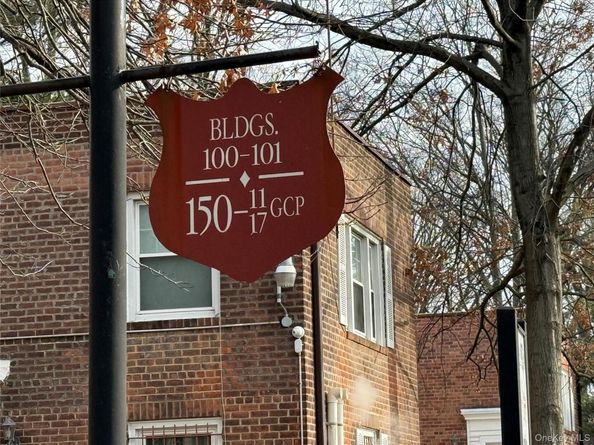 BLDGS.
100-101
150-11/17 GCP
OneKey MLS